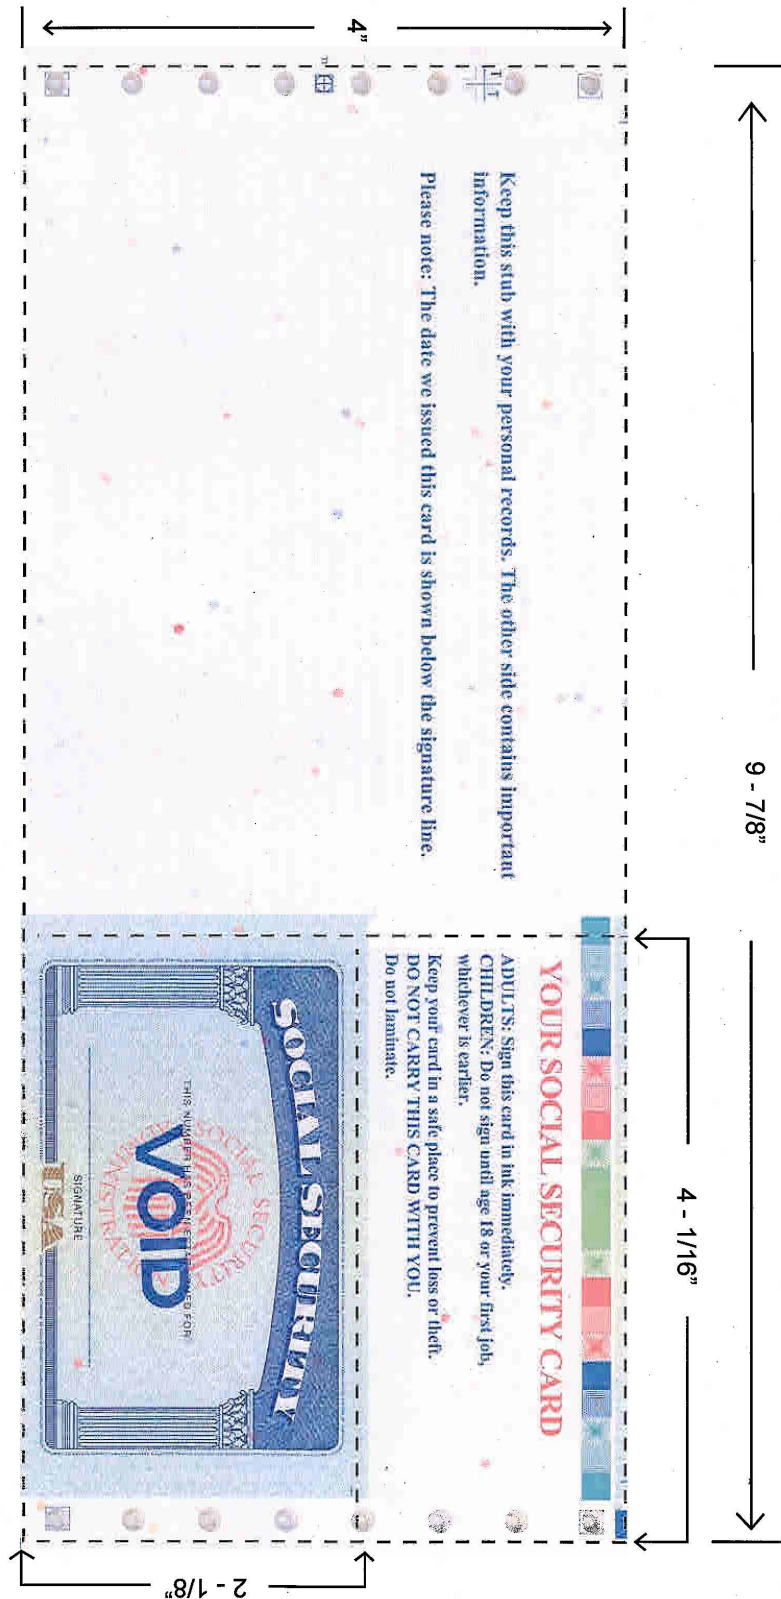 4"
9 - 7/8"
4 - 1/16"
2 - 1/8"
Keep this stub with your personal records. The other side contains important
information.
Please note: The date we issued this card is shown below the signature line.
YOUR SOCIAL SECURITY CARD
ADULTS: Sign this card in ink immediately.
CHILDREN: Do not sign until age 18 or your first job,
whichever is earlier.
Keep your card in a safe place to prevent loss or theft.
DO NOT CARRY THIS CARD WITH YOU.
Do not laminate.
SOCIAL SECURITY
SOCIAL SECURITY ADMINISTRATION
THIS NUMBER HAS BEEN FOR
VOID
SIGNATURE
USA